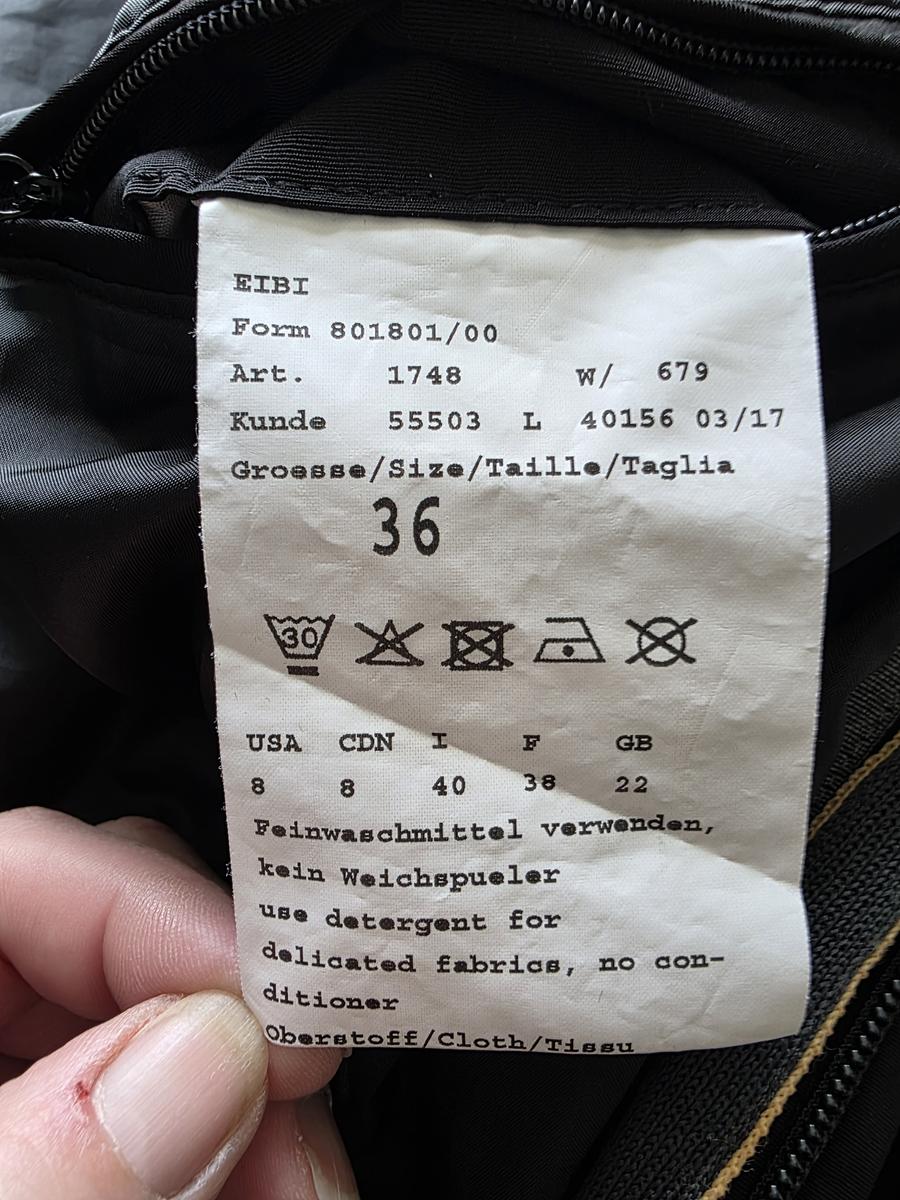 EIBI
Form 801801/00
Art. 1748 W/ 679
Kunde 55503 L 40156 03/17
Groesse/Size/Taille/Taglia
36
30
USA CDN I F GB
8 8 40 38 22
Feinwaschmittel verwenden,
kein Weichspueler
use detergent for
delicated fabrics, no con-
ditioner
Oberstoff/Cloth/Tissu